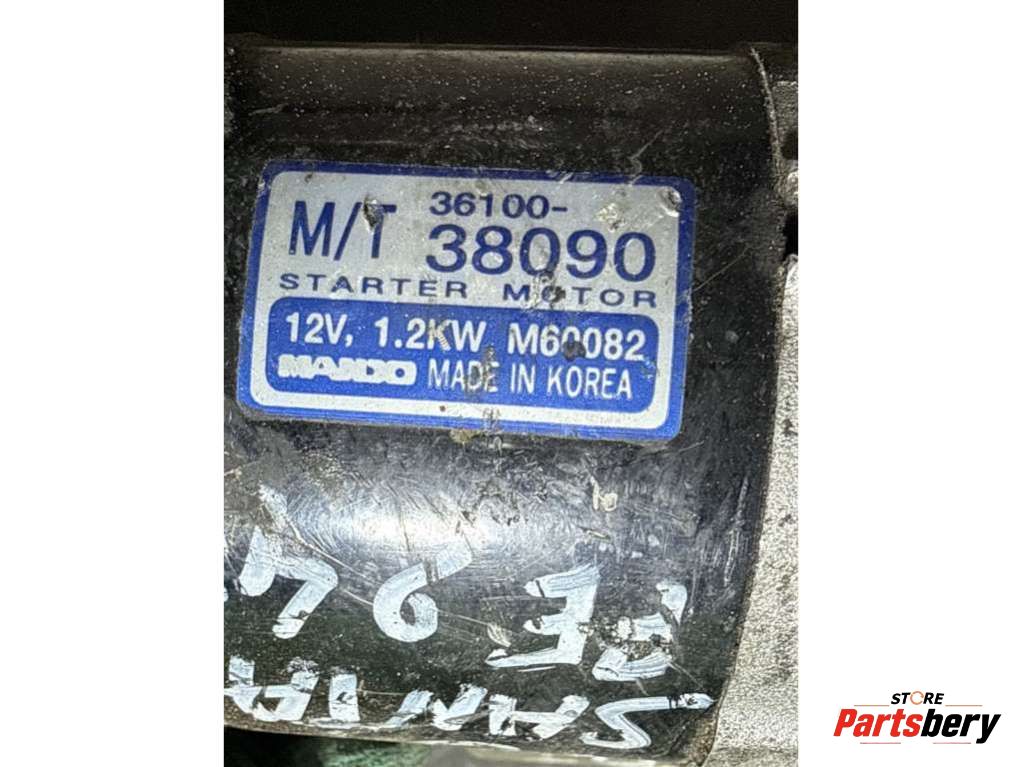 M/T 36100-
38090
STARTER MOTOR
12V, 1.2KW M60082
MANDO MADE IN KOREA
STORE
Partsbery